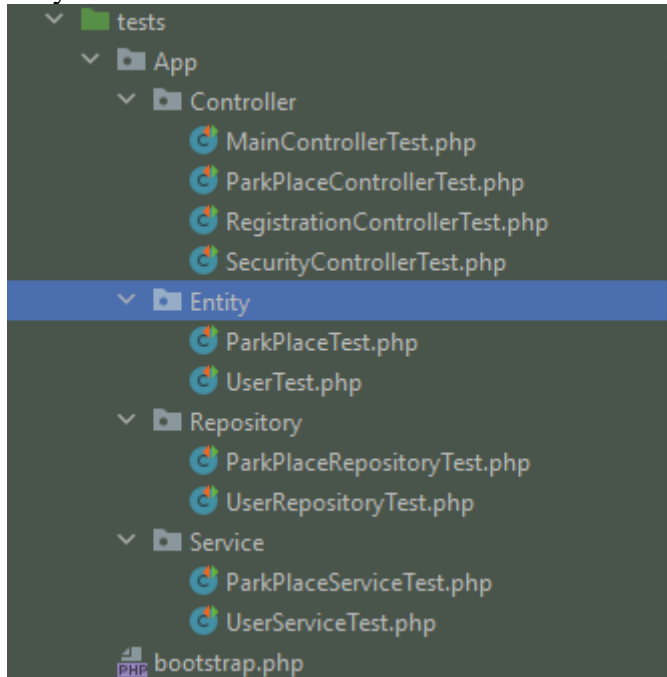 tests
App
Controller
MainControllerTest.php
ParkPlaceControllerTest.php
RegistrationControllerTest.php
SecurityControllerTest.php
Entity
ParkPlaceTest.php
UserTest.php
Repository
ParkPlaceRepositoryTest.php
UserRepositoryTest.php
Service
ParkPlaceServiceTest.php
UserServiceTest.php
PHP bootstrap.php